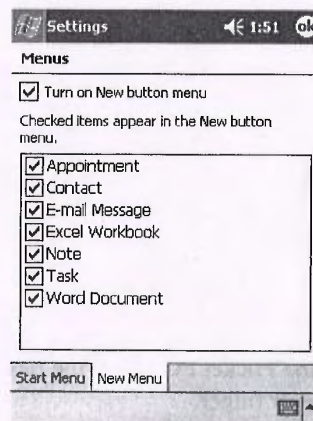 Settings 1:51 ok
Menus
Turn on New button menu
Checked items appear in the New button
menu.
Appointment
Contact
E-mail Message
Excel Workbook
Note
Task
Word Document
Start Menu New Menu